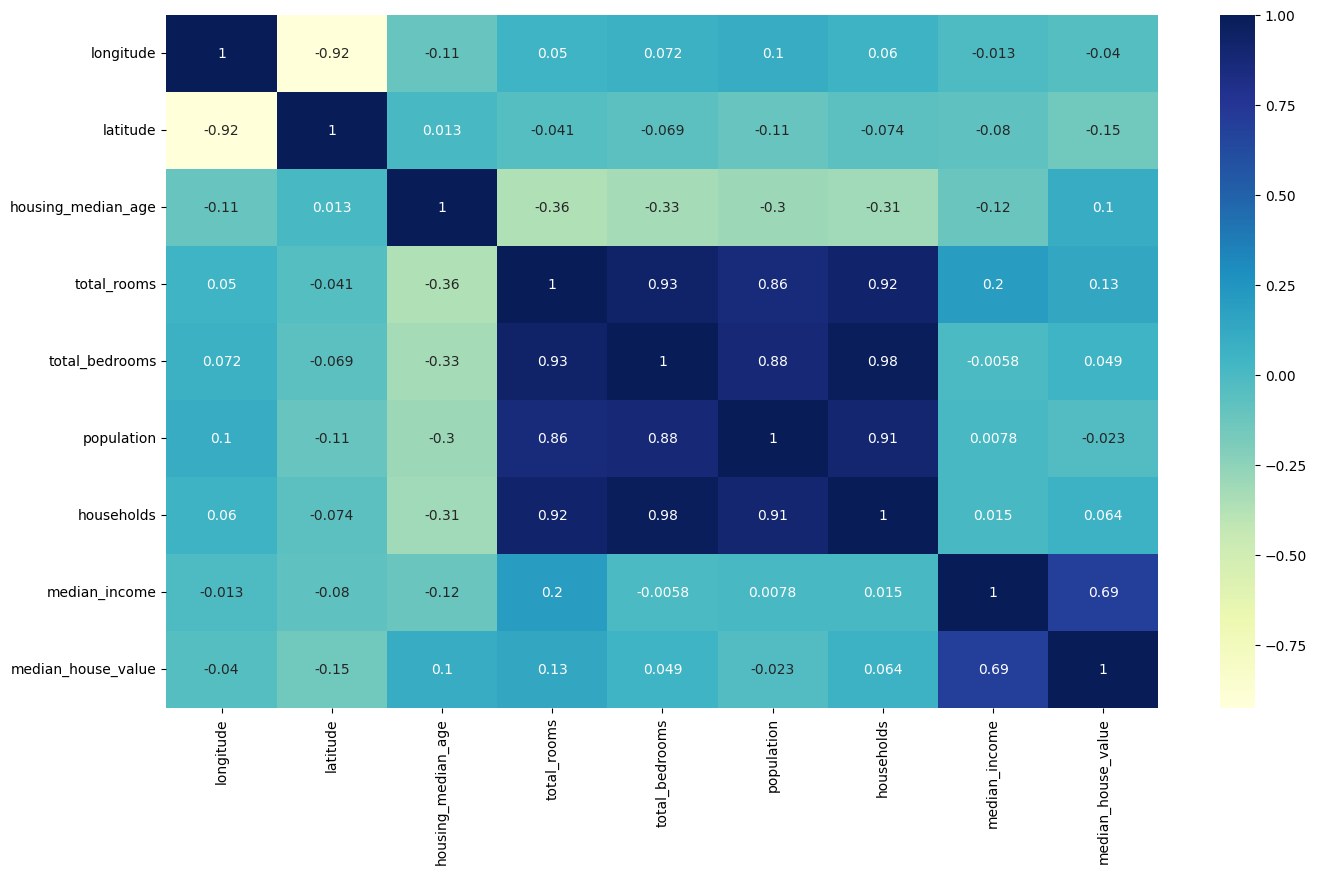 longitude 1 -0.92 -0.11 0.05 0.072 0.1 0.06 -0.013 -0.04
latitude -0.92 1 0.013 -0.041 -0.069 -0.11 -0.074 -0.08 -0.15
housing_median_age -0.11 0.013 1 -0.36 -0.33 -0.3 -0.31 -0.12 0.1
total_rooms 0.05 -0.041 -0.36 1 0.93 0.86 0.92 0.2 0.13
total_bedrooms 0.072 -0.069 -0.33 0.93 1 0.88 0.98 -0.0058 0.049
population 0.1 -0.11 -0.3 0.86 0.88 1 0.91 0.0078 -0.023
households 0.06 -0.074 -0.31 0.92 0.98 0.91 1 0.015 0.064
median_income -0.013 -0.08 -0.12 0.2 -0.0058 0.0078 0.015 1 0.69
median_house_value -0.04 -0.15 0.1 0.13 0.049 -0.023 0.064 0.69 1
longitude
latitude
housing_median_age
total_rooms
total_bedrooms
population
households
median_income
median_house_value
1.00
0.75
0.50
0.25
0.00
−0.25
−0.50
−0.75